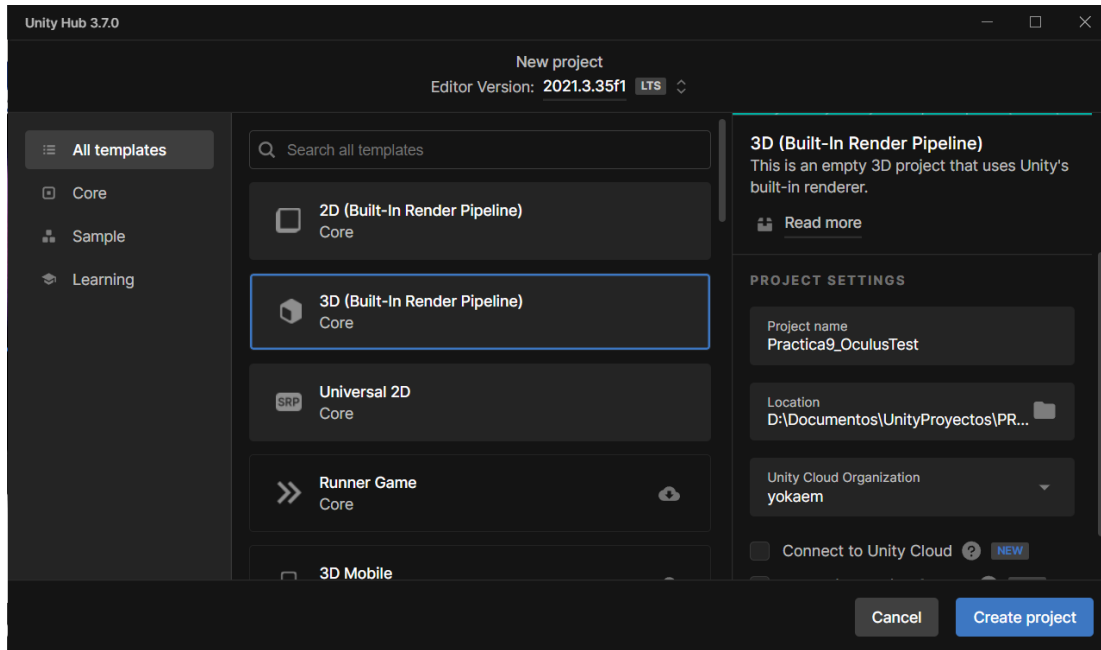 Unity Hub 3.7.0
New project
Editor Version: 2021.3.35f1 LTS
All templates
Core
Sample
Learning
Search all templates
2D (Built-In Render Pipeline)
Core
3D (Built-In Render Pipeline)
Core
Universal 2D
SRP
Core
Runner Game
Core
3D Mobile
3D (Built-In Render Pipeline)
This is an empty 3D project that uses Unity's
built-in renderer.
Read more
PROJECT SETTINGS
Project name
Practica9_OculusTest
Location
D:\Documentos\UnityProyectos\PR...
Unity Cloud Organization
yokaem
Connect to Unity Cloud ? NEW
Cancel
Create project